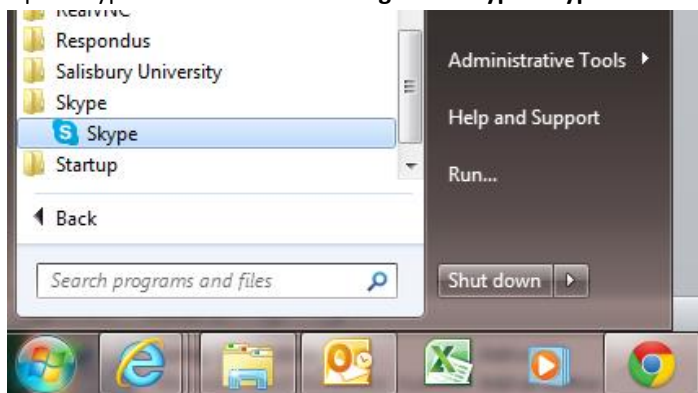 RealVNC
Respondus
Salisbury University
Skype
Skype
Startup
Back
Search programs and files
Administrative Tools
Help and Support
Run...
Shut down